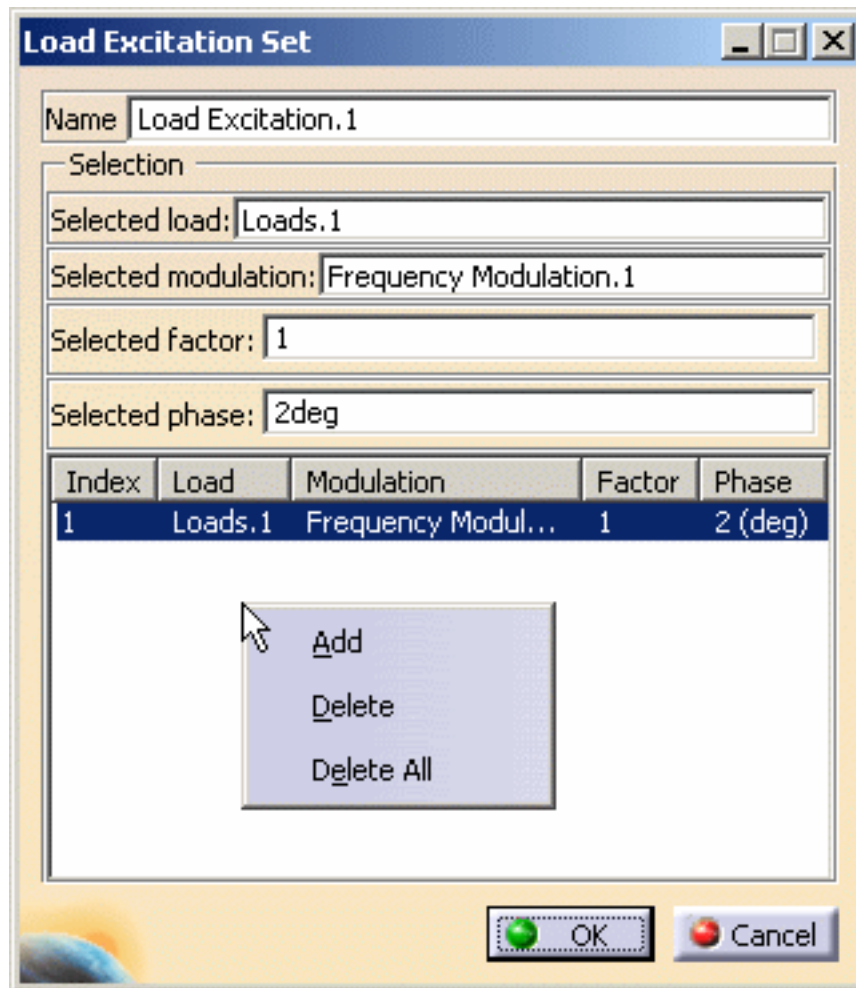 Load Excitation Set
Name Load Excitation.1
Selection
Selected load: Loads.1
Selected modulation: Frequency Modulation.1
Selected factor: 1
Selected phase: 2deg
Index Load Modulation Factor Phase
1 Loads.1 Frequency Modul... 1 2 (deg)
Add
Delete
Delete All
OK Cancel